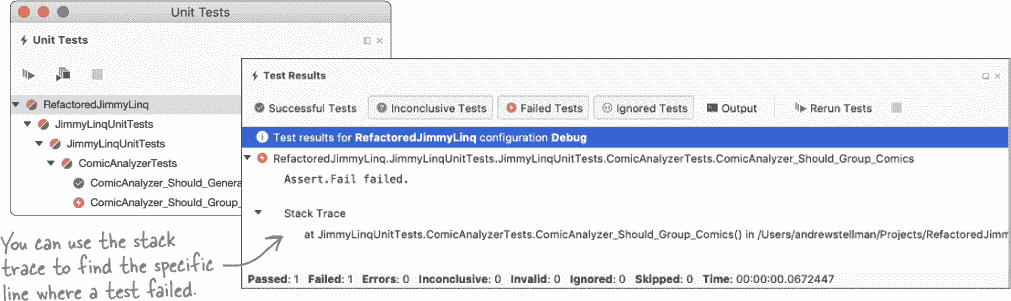 Unit Tests
Unit Tests
RefactoredJimmyLinq
JimmyLinqUnitTests
JimmyLinqUnitTests
ComicAnalyzerTests
ComicAnalyzer_Should_Genera
ComicAnalyzer_Should_Group_
You can use the stack
trace to find the specific
line where a test failed.
Test Results
Successful Tests Inconclusive Tests Failed Tests Ignored Tests Output Rerun Tests
Test results for RefactoredJimmyLinq configuration Debug
RefactoredJimmyLinq.JimmyLinqUnitTests.JimmyLinqUnitTests.ComicAnalyzerTests.ComicAnalyzer_Should_Group_Comics
Assert.Fail failed.
Stack Trace
at JimmyLinqUnitTests.ComicAnalyzerTests.ComicAnalyzer_Should_Group_Comics() in /Users/andrewstellman/Projects/RefactoredJimm
Passed: 1 Failed: 1 Errors: 0 Inconclusive: 0 Invalid: 0 Ignored: 0 Skipped: 0 Time: 00:00:00.0672447